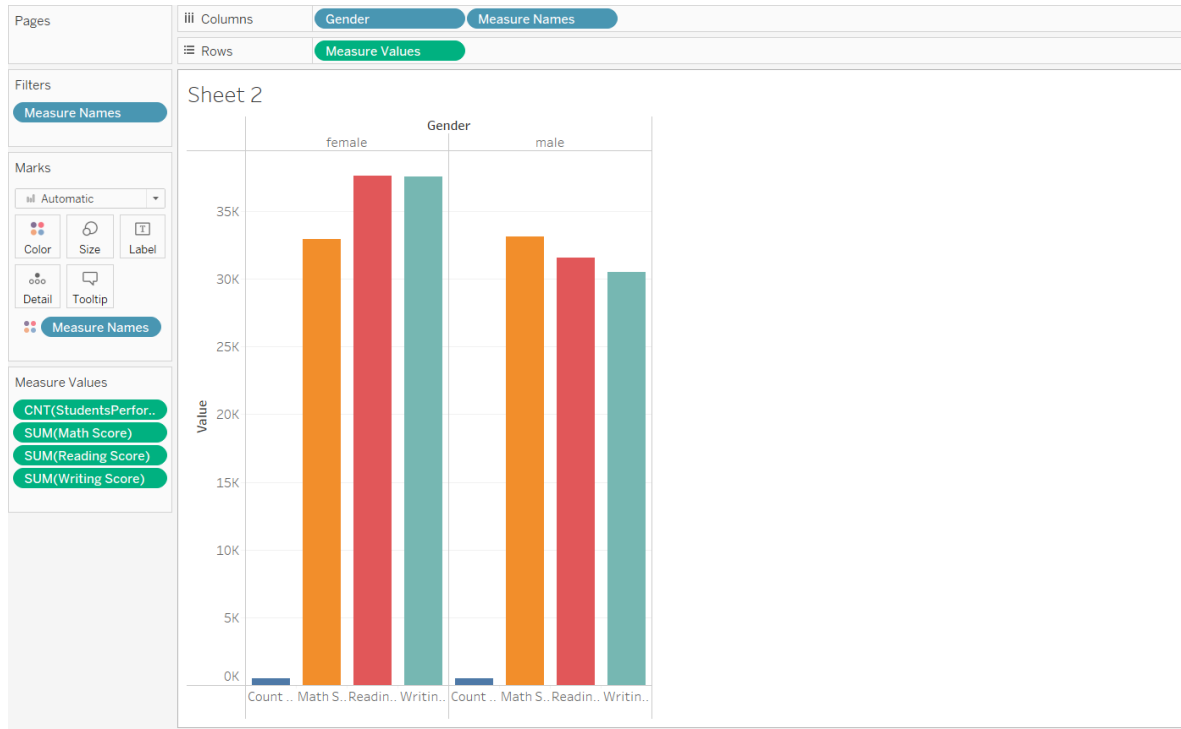 Pages
iii Columns
Gender
Measure Names
Rows
Measure Values
Filters
Measure Names
Marks
Automatic
Color
Size
T
Label
Detail
Tooltip
Measure Names
Measure Values
CNT(StudentsPerfor..
SUM(Math Score)
SUM(Reading Score)
SUM(Writing Score)
Sheet 2
Gender
female
male
Value
35K
30K
25K
20K
15K
10K
5K
0K
Count .. Math S.. Readin.. Writin.. Count .. Math S.. Readin.. Writin..